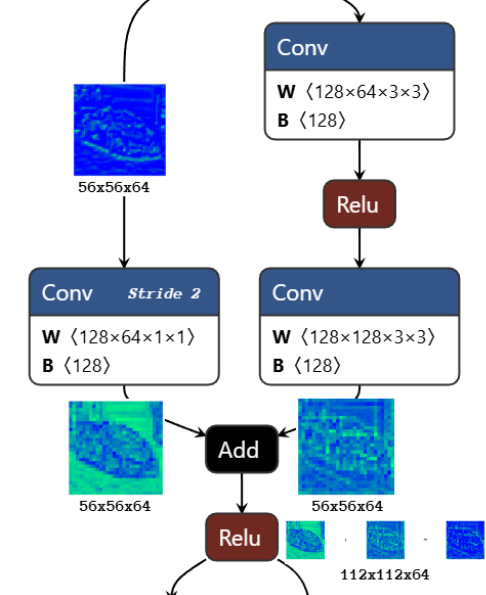 Conv
W ⟨128×64×3×3⟩
B ⟨128⟩
56x56x64
Relu
Conv Stride 2
W ⟨128×64×1×1⟩
B ⟨128⟩
Conv
W ⟨128×128×3×3⟩
B ⟨128⟩
Add
56x56x64
56x56x64
Relu
112x112x64